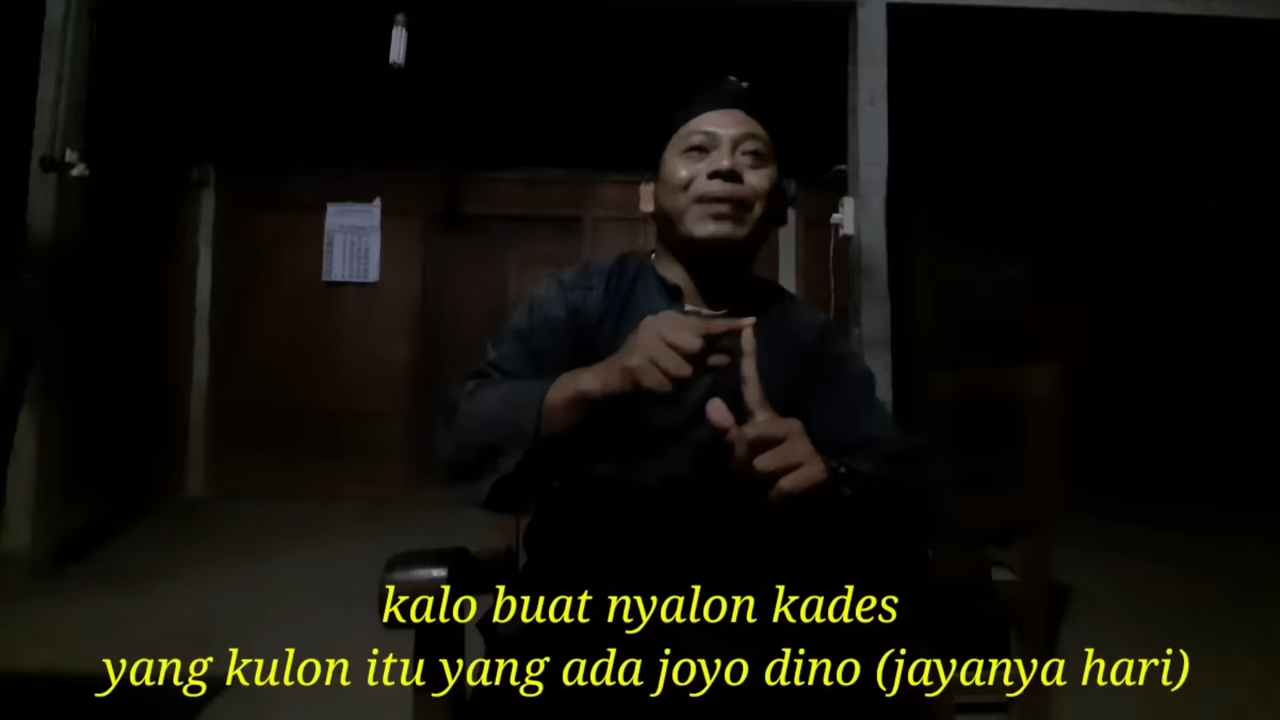 kalo buat nyalon kades
yang kulon itu yang ada joyo dino (jayanya hari)